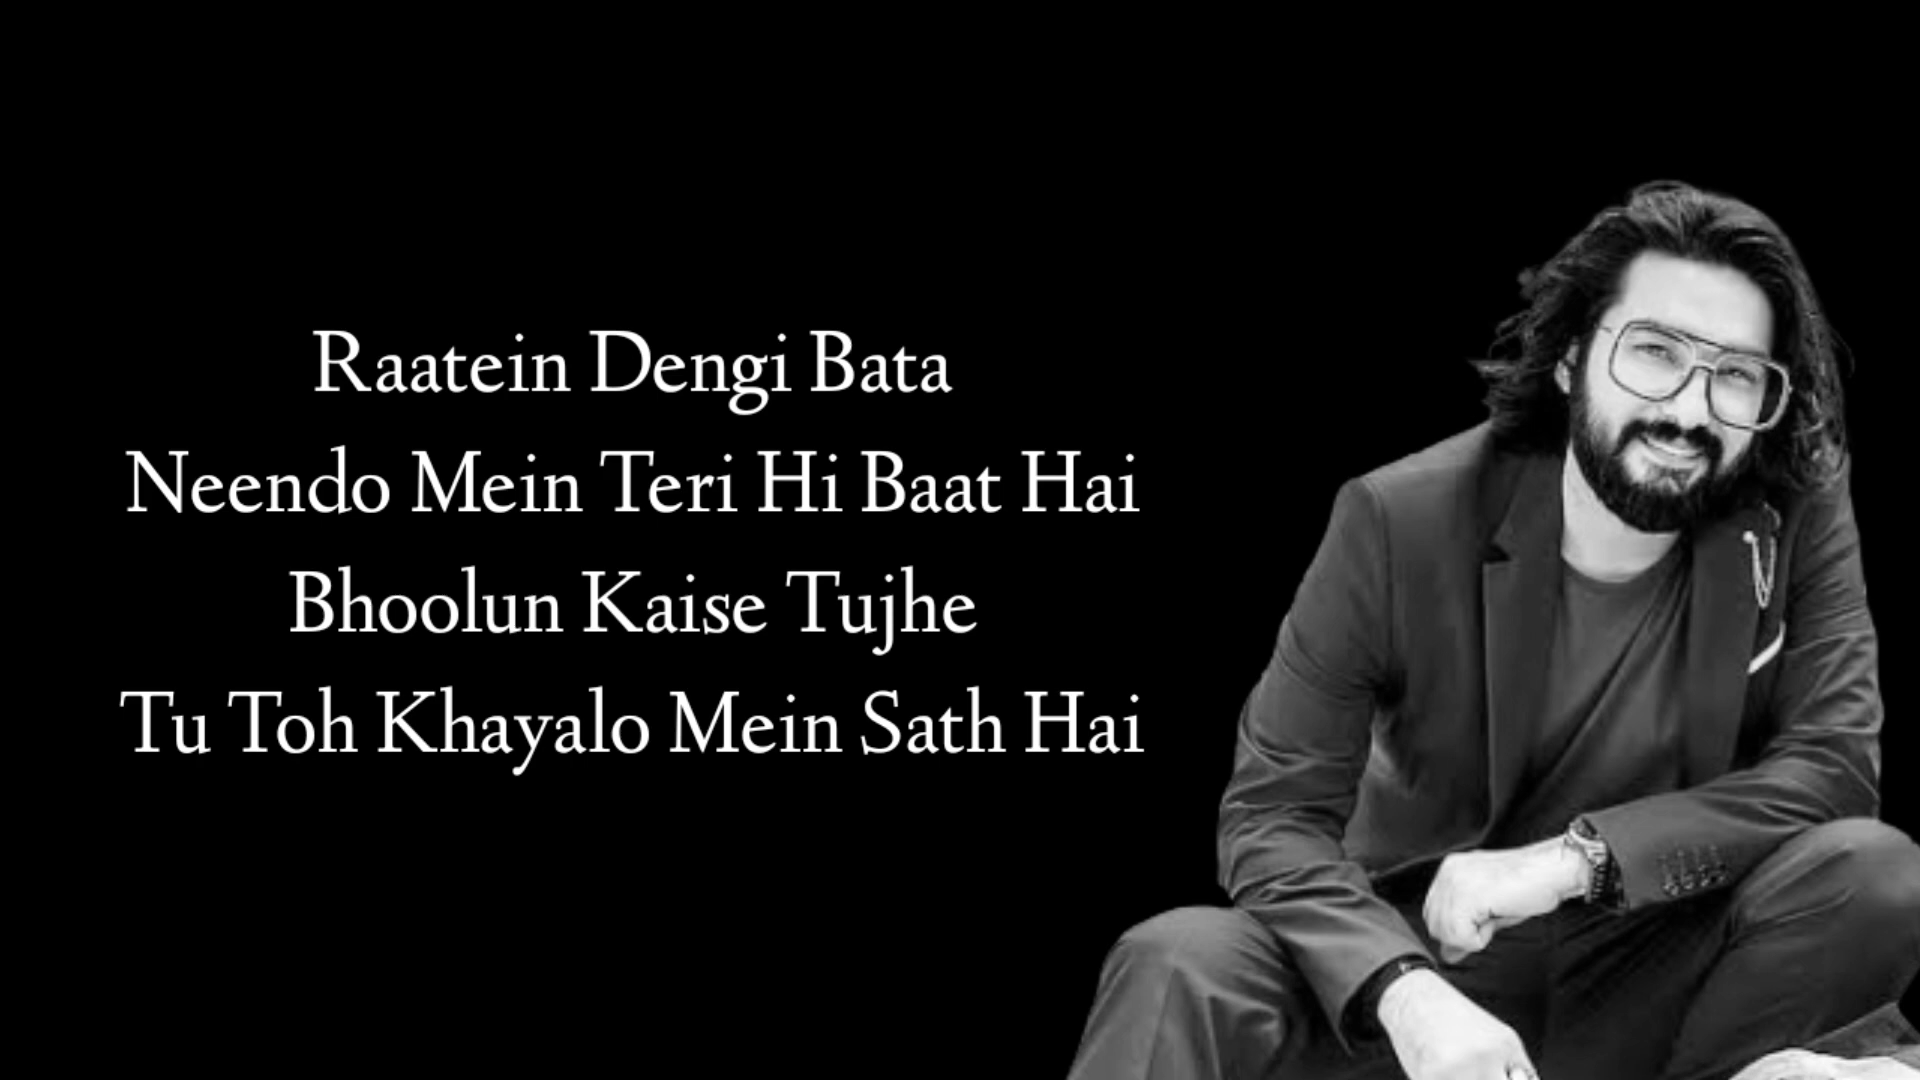 Raatein Dengi Bata
Neendo Mein Teri Hi Baat Hai
Bhoolun Kaise Tujhe
Tu Toh Khayalo Mein Sath Hai